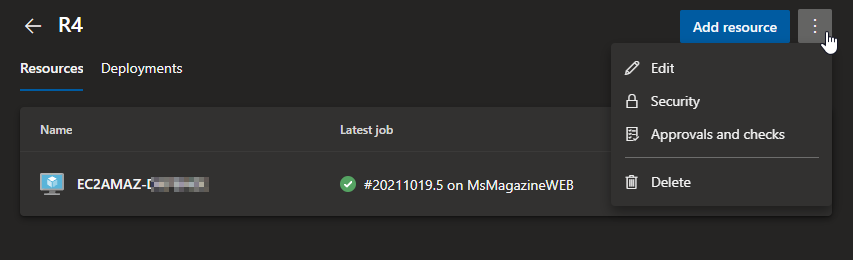 R4
Add resource
Resources Deployments
Edit
Security
Approvals and checks
Delete
Name Latest job
EC2AMAZ- #20211019.5 on MsMagazineWEB